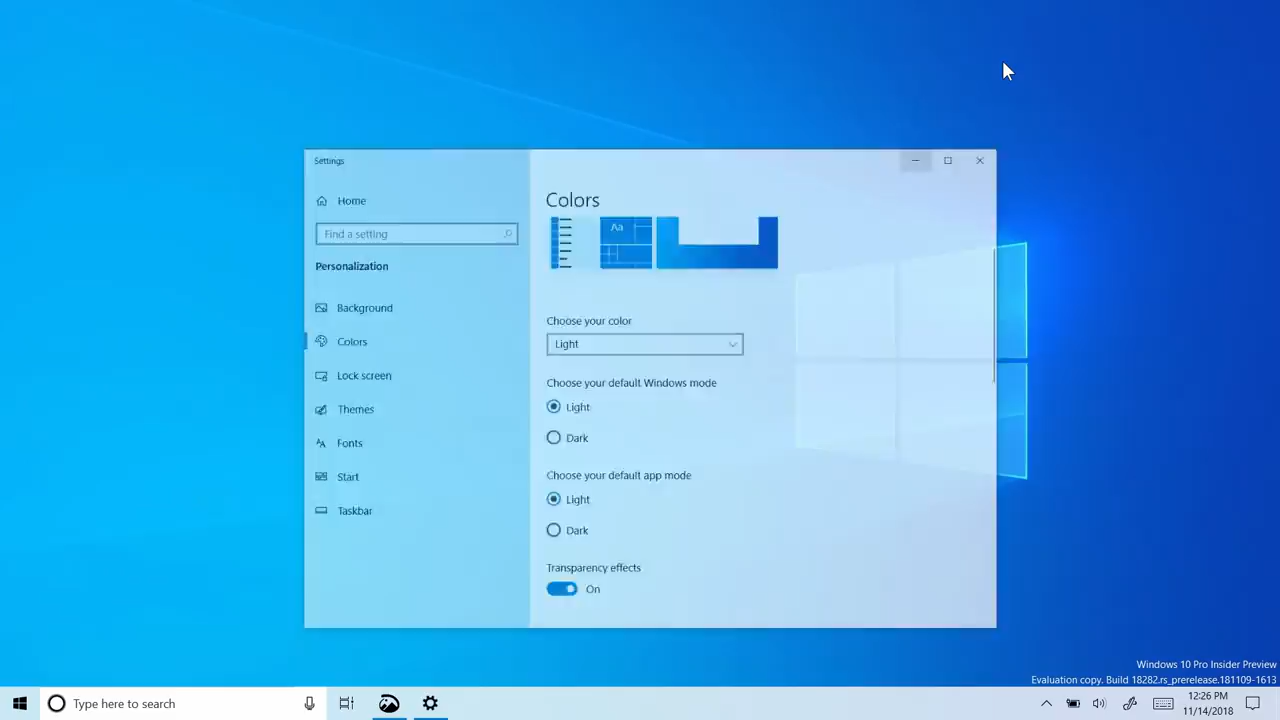 Settings
Home
Find a setting
Personalization
Background
Colors
Lock screen
Themes
Fonts
Start
Taskbar
Colors
Aa
Choose your color
Light
Choose your default Windows mode
Light
Dark
Choose your default app mode
Light
Dark
Transparency effects
On
Windows 10 Pro Insider Preview
Evaluation copy. Build 18282.rs_prerelease.181109-1613
Type here to search
12:26 PM
11/14/2018